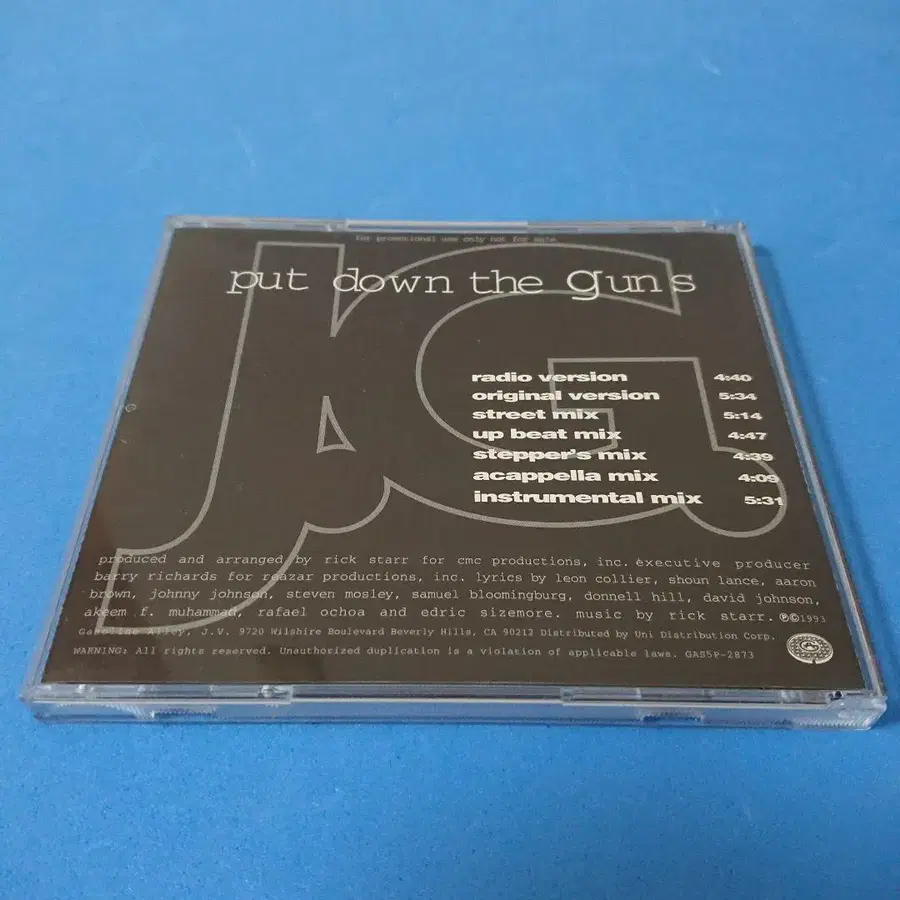 for promotional use only not for sale.
put down the guns
J.G.
radio version 4:40
original version 5:34
street mix 5:14
up beat mix 4:47
stepper's mix 4:39
acappella mix 4:09
instrumental mix 5:31
produced and arranged by rick starr for cmc productions, inc. executive producer
barry richards for reazar productions, inc. lyrics by leon collier, shoun lance, aaron
brown, johnny johnson, steven mosley, samuel bloomingburg, donnell hill, david johnson,
akeem f. muhammad, rafael ochoa and edric sizemore. music by rick starr. ℗©1993
Gasoline Alley, J.V. 9720 Wilshire Boulevard Beverly Hills, CA 90212 Distributed by Uni Distribution Corp.
WARNING: All rights reserved. Unauthorized duplication is a violation of applicable laws. GAS5P-2873